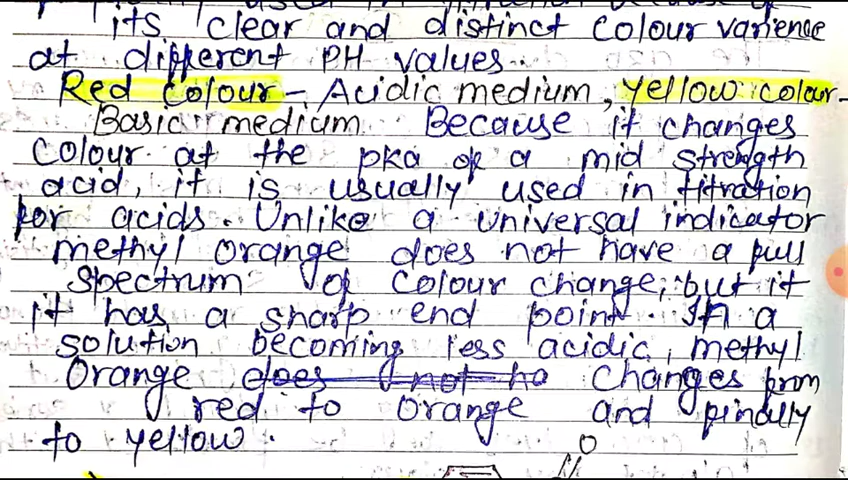 its clear and distinct colour varience
at different PH values.
Red colour - Acidic medium, yellow colour -
Basic medium. Because it changes
colour at the pka of a mid strength
acid, it is usually used in titration
for acids. Unlike a universal indicator
methyl orange does not have a full
spectrum of colour change, but it
it has a sharp end point. In a
solution becoming less acidic, methyl
Orange does not ha changes from
red to orange and finally
to yellow.
O